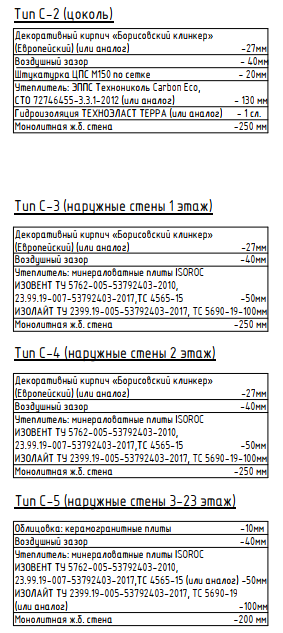 Тип С-2 (цоколь)
Декоративный кирпич «Борисовский клинкер»
(Европейский) (или аналог) -27мм
Воздушный зазор - 40мм
Штукатурка ЦПС М150 по сетке - 20мм
Утеплитель: ЭППС Технониколь Carbon Eco,
СТО 72746455-3.3.1-2012 (или аналог) - 130 мм
Гидроизоляция ТЕХНОЭЛАСТ ТЕРРА (или аналог) - 1 сл.
Монолитная ж.б. стена -250 мм
Тип С-3 (наружные стены 1 этаж)
Декоративный кирпич «Борисовский клинкер»
(Европейский) (или аналог) -27мм
Воздушный зазор -40мм
Утеплитель: минераловатные плиты ISOROC
ИЗОВЕНТ ТУ 5762-005-53792403-2010,
23.99.19-007-53792403-2017,ТС 4565-15 -50мм
ИЗОЛАЙТ ТУ 2399.19-005-53792403-2017, ТС 5690-19-100мм
Монолитная ж.б. стена -250 мм
Тип С-4 (наружные стены 2 этаж)
Декоративный кирпич «Борисовский клинкер»
(Европейский) (или аналог) -27мм
Воздушный зазор -40мм
Утеплитель: минераловатные плиты ISOROC
ИЗОВЕНТ ТУ 5762-005-53792403-2010,
23.99.19-007-53792403-2017,ТС 4565-15 -50мм
ИЗОЛАЙТ ТУ 2399.19-005-53792403-2017, ТС 5690-19-100мм
Монолитная ж.б. стена -250 мм
Тип С-5 (наружные стены 3-23 этаж)
Облицовка: керамогранитные плиты -10мм
Воздушный зазор -40мм
Утеплитель: минераловатные плиты ISOROC
ИЗОВЕНТ ТУ 5762-005-53792403-2010,
23.99.19-007-53792403-2017,ТС 4565-15 (или аналог) -50мм
ИЗОЛАЙТ ТУ 2399.19-005-53792403-2017, ТС 5690-19
(или аналог) -100мм
Монолитная ж.б. стена -200 мм